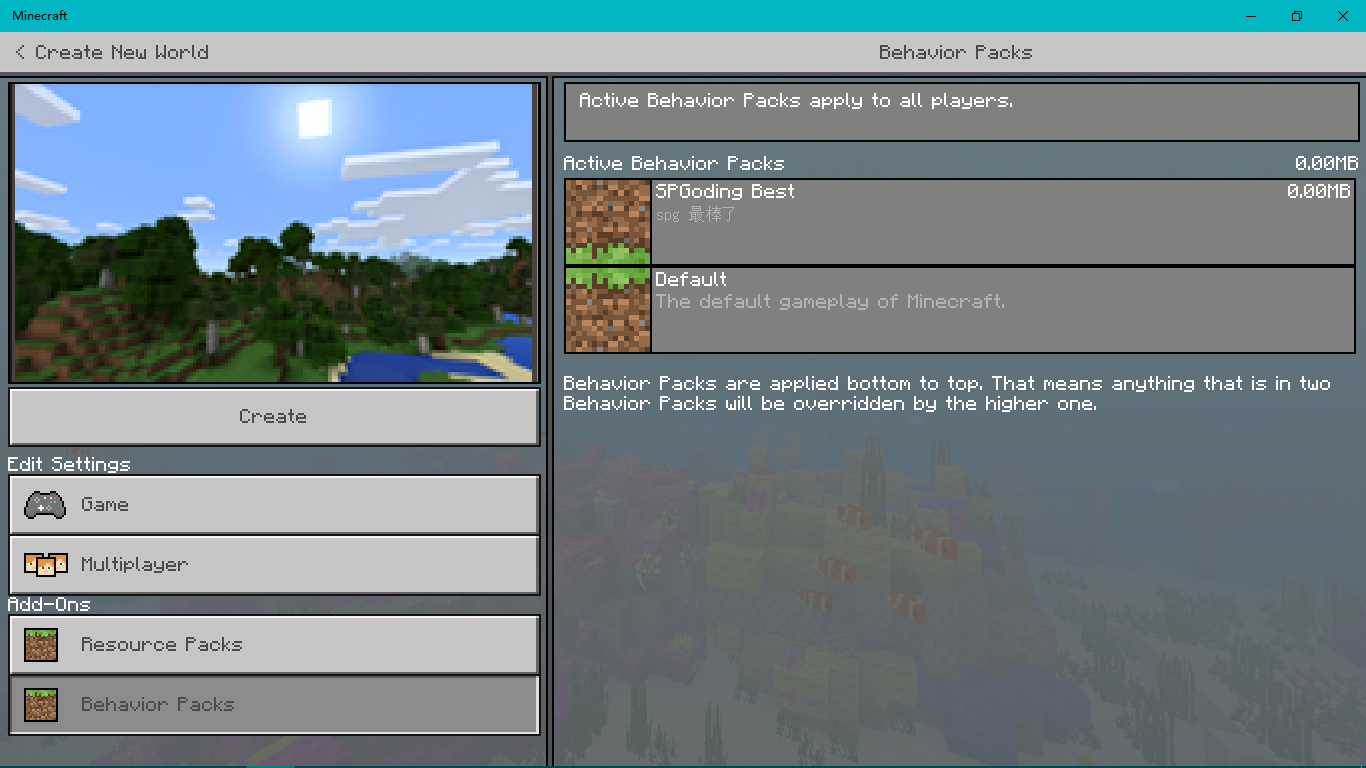 Minecraft
Create New World
Behavior Packs
Create
Edit Settings
Game
Multiplayer
Add-Ons
Resource Packs
Behavior Packs
Active Behavior Packs apply to all players.
Active Behavior Packs 0.00MB
SPGoding Best 0.00MB
spg 最棒了
Default
The default gameplay of Minecraft.
Behavior Packs are applied bottom to top. That means anything that is in two
Behavior Packs will be overridden by the higher one.